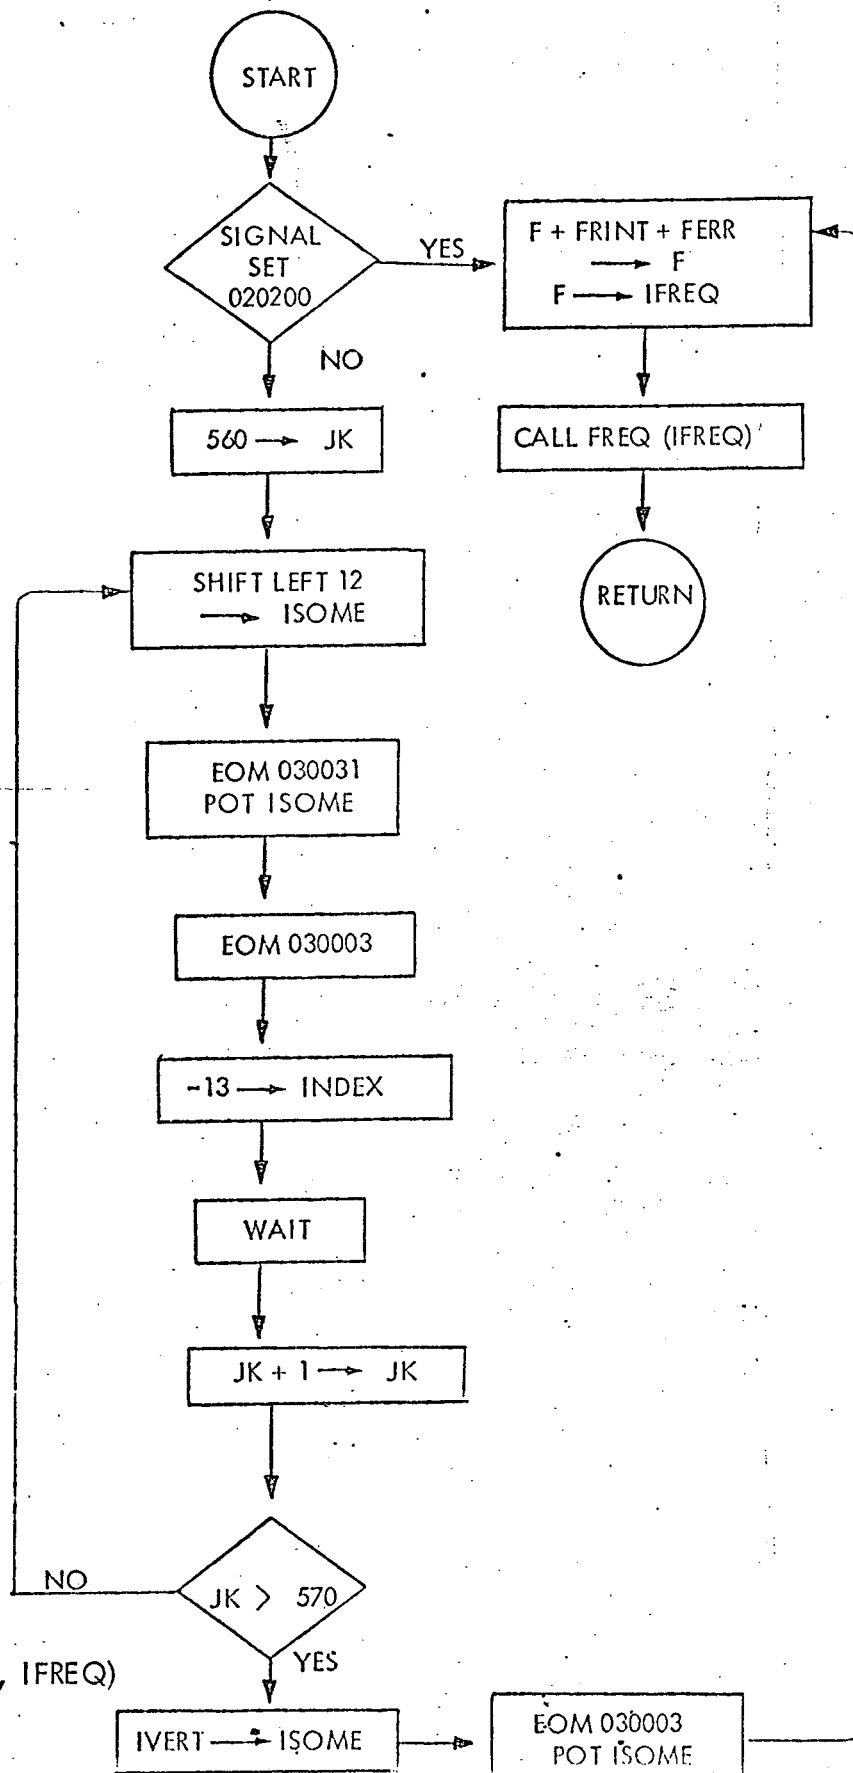 START
SIGNAL
SET
020200
YES
F + FRINT + FERR
→ F
F → IFREQ
NO
560 → JK
CALL FREQ (IFREQ)
SHIFT LEFT 12
→ ISOME
RETURN
EOM 030031
POT ISOME
EOM 030003
-13 → INDEX
WAIT
JK + 1 → JK
NO
JK > 570
YES
, IFREQ)
IVERT → ISOME
EOM 030003
POT ISOME